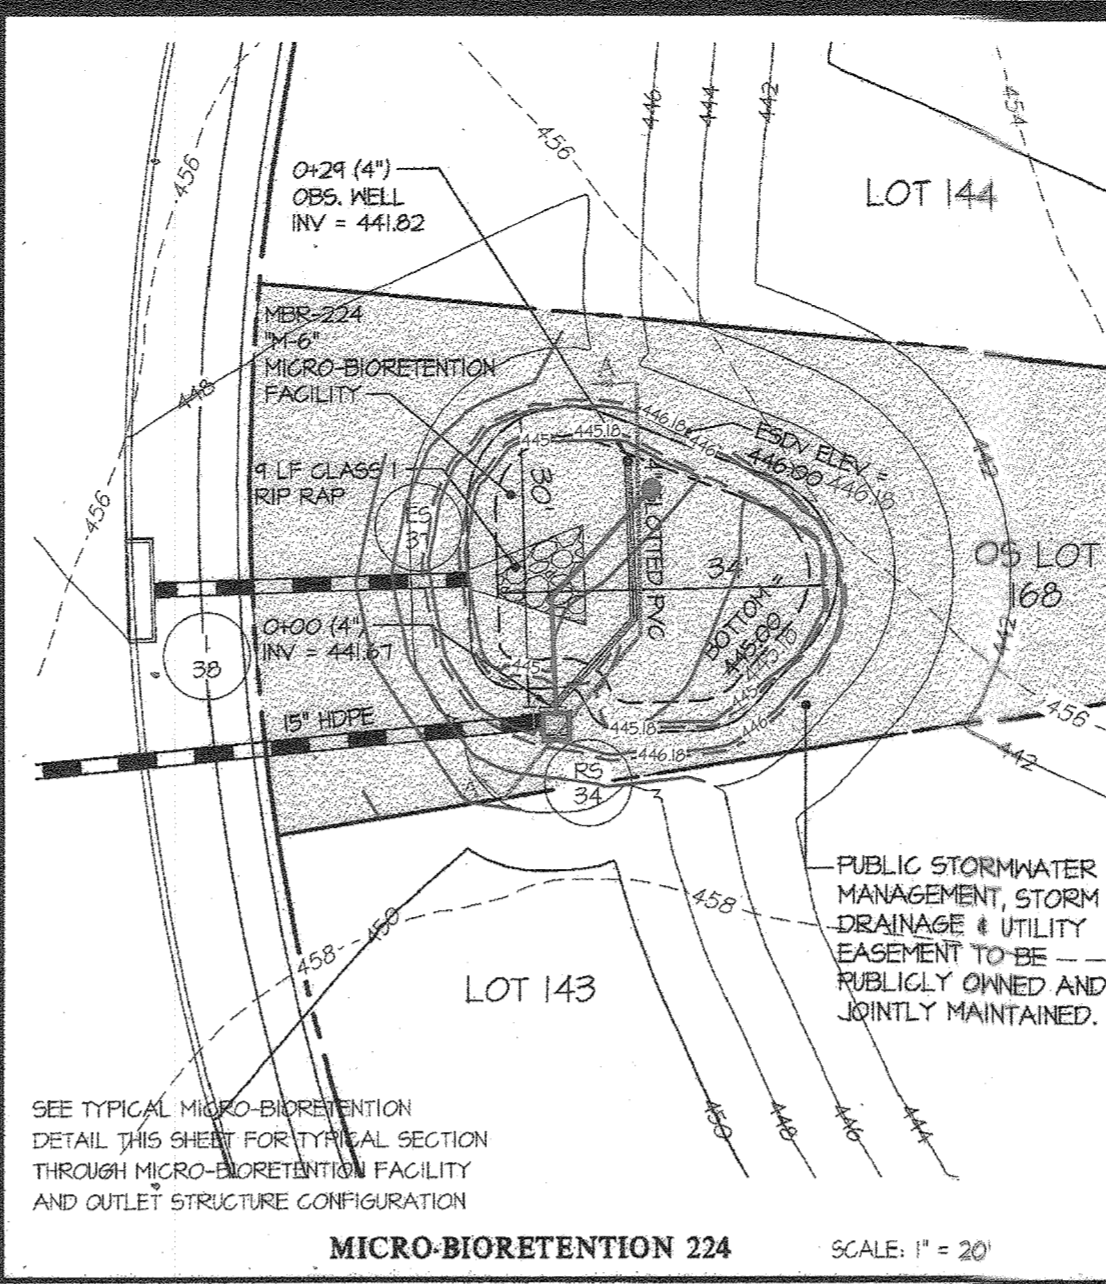 456
456
446
444
442
454
LOT 144
O+29 (4")
OBS. WELL
INV = 441.82
MBR-224
"M-6"
MICRO-BIORETENTION
FACILITY
448
A
446.18
446
ESDV ELEV =
446.00 446.18
445
445.18
442
456
9 LF CLASS I
RIP RAP
ES
37
30'
SLOTTED PVC
34'
OS LOT
168
BOTTOM
445.00
445.18
442
O+00 (4")
INV = 441.67
38
445
445
15" HDPE
445.18
446
446.18
456
442
RS
34
A
PUBLIC STORMWATER
MANAGEMENT, STORM
DRAINAGE & UTILITY
EASEMENT TO BE
PUBLICLY OWNED AND
JOINTLY MAINTAINED.
458
450
458
LOT 143
450
448
446
444
SEE TYPICAL MICRO-BIORETENTION
DETAIL THIS SHEET FOR TYPICAL SECTION
THROUGH MICRO-BIORETENTION FACILITY
AND OUTLET STRUCTURE CONFIGURATION
MICRO-BIORETENTION 224
SCALE: 1" = 20'